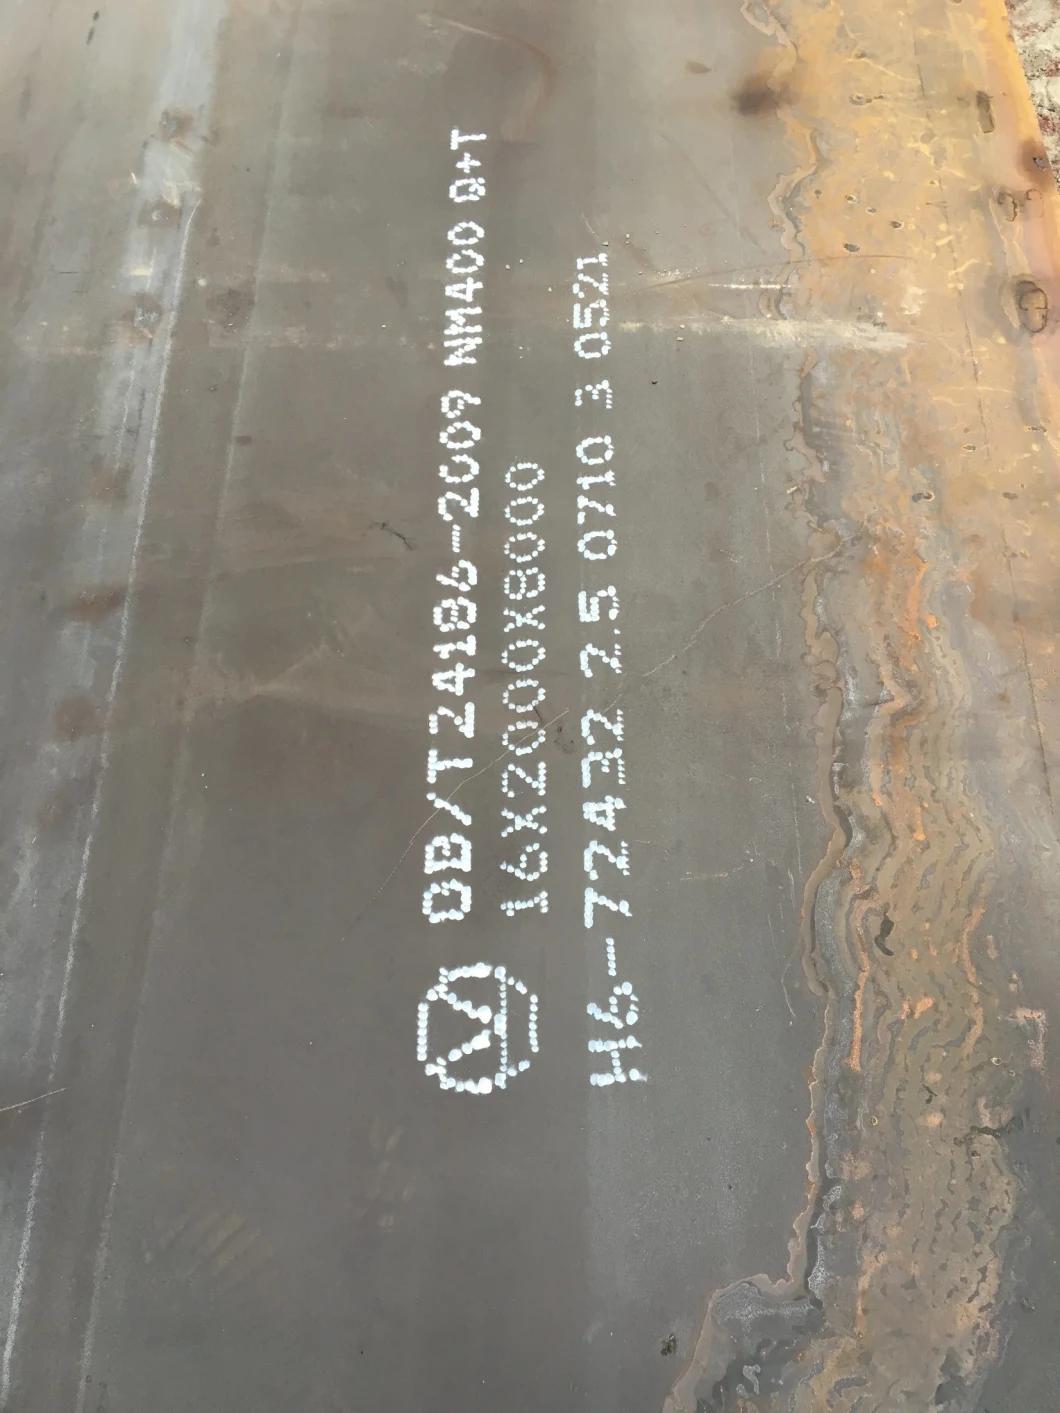 GB/T24186-2009 NM400 Q+T
16X2000X8000
H6-72432 2.5 0710 3 0521